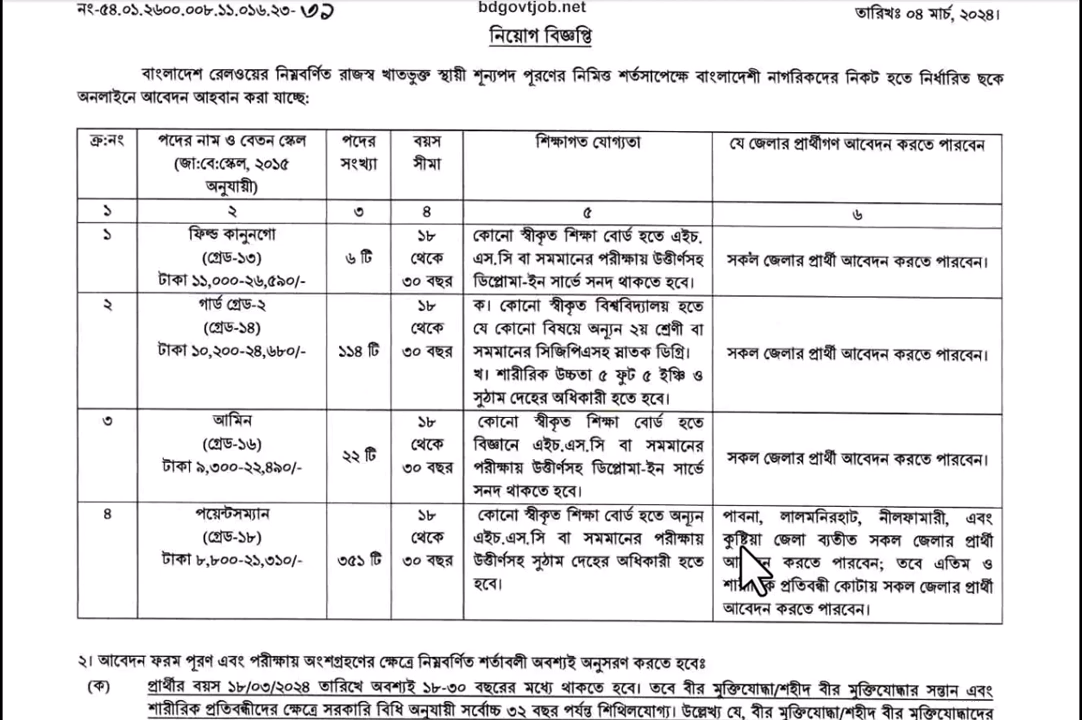 নং-৫৪.০১.২৬০০.০০৮.১১.০১৬.২৩-৩২
bdgovtjob.net
তারিখঃ ০৪ মার্চ, ২০২৪।
নিয়োগ বিজ্ঞপ্তি
বাংলাদেশ রেলওয়ের নিম্নবর্ণিত রাজস্ব খাতভুক্ত স্থায়ী শূন্যপদ পূরণের নিমিত্ত শর্তসাপেক্ষে বাংলাদেশী নাগরিকদের নিকট হতে নির্ধারিত ছকে
অনলাইনে আবেদন আহবান করা যাচ্ছে:
ক্র:নং
পদের নাম ও বেতন স্কেল
(জা:বে:স্কেল, ২০১৫
অনুযায়ী)
পদের
সংখ্যা
বয়স
সীমা
শিক্ষাগত যোগ্যতা
যে জেলার প্রার্থীগণ আবেদন করতে পারবেন
১ ২ ৩ ৪ ৫ ৬
১
ফিল্ড কানুনগো
(গ্রেড-১৩)
টাকা ১১,০০০-২৬,৫৯০/-
৬ টি
১৮
থেকে
৩০ বছর
কোনো স্বীকৃত শিক্ষা বোর্ড হতে এইচ.
এস.সি বা সমমানের পরীক্ষায় উত্তীর্ণসহ
ডিপ্লোমা-ইন সার্ভে সনদ থাকতে হবে।
সকল জেলার প্রার্থী আবেদন করতে পারবেন।
২
গার্ড গ্রেড-২
(গ্রেড-১৪)
টাকা ১০,২০০-২৪,৬৮০/-
১১৪ টি
১৮
থেকে
৩০ বছর
ক। কোনো স্বীকৃত বিশ্ববিদ্যালয় হতে
যে কোনো বিষয়ে অন্যূন ২য় শ্রেণী বা
সমমানের সিজিপিএসহ স্নাতক ডিগ্রি।
খ। শারীরিক উচ্চতা ৫ ফুট ৫ ইঞ্চি ও
সুঠাম দেহের অধিকারী হতে হবে।
সকল জেলার প্রার্থী আবেদন করতে পারবেন।
৩
আমিন
(গ্রেড-১৬)
টাকা ৯,৩০০-২২,৪৯০/-
২২ টি
১৮
থেকে
৩০ বছর
কোনো স্বীকৃত শিক্ষা বোর্ড হতে
বিজ্ঞানে এইচ.এস.সি বা সমমানের
পরীক্ষায় উত্তীর্ণসহ ডিপ্লোমা-ইন সার্ভে
সনদ থাকতে হবে।
সকল জেলার প্রার্থী আবেদন করতে পারবেন।
৪
পয়েন্টসম্যান
(গ্রেড-১৮)
টাকা ৮,৮০০-২১,৩১০/-
৩৫১ টি
১৮
থেকে
৩০ বছর
কোনো স্বীকৃত শিক্ষা বোর্ড হতে অন্যূন
এইচ.এস.সি বা সমমানের পরীক্ষায়
উত্তীর্ণসহ সুঠাম দেহের অধিকারী হতে
হবে।
পাবনা, লালমনিরহাট, নীলফামারী, এবং
কুষ্টিয়া জেলা ব্যতীত সকল জেলার প্রার্থী
করতে পারবেন; তবে এতিম ও
প্রতিবন্ধী কোটায় সকল জেলার প্রার্থী
আবেদন করতে পারবেন।
২। আবেদন ফরম পূরণ এবং পরীক্ষায় অংশগ্রহণের ক্ষেত্রে নিম্নবর্ণিত শর্তাবলী অবশ্যই অনুসরণ করতে হবেঃ
(ক) প্রার্থীর বয়স ১৮/০৩/২০২৪ তারিখে অবশ্যই ১৮-৩০ বছরের মধ্যে থাকতে হবে। তবে বীর মুক্তিযোদ্ধা/শহীদ বীর মুক্তিযোদ্ধার সন্তান এবং
শারীরিক প্রতিবন্ধীদের ক্ষেত্রে সরকারি বিধি অনুযায়ী সর্বোচ্চ ৩২ বছর পর্যন্ত শিথিলযোগ্য। উল্লেখ্য যে, বীর মুক্তিযোদ্ধা/শহীদ বীর মুক্তিযোদ্ধাদের